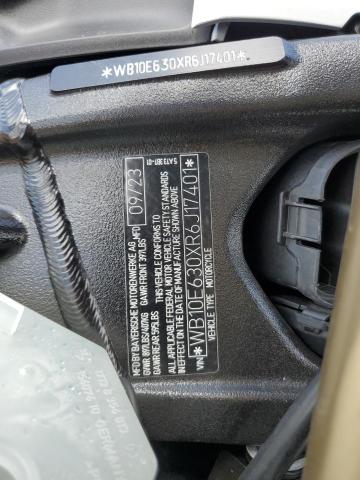 *WB10E630XR6J17401*
MFD BY BAYERISCHE MOTORENWERKE AG (MFD) 09/23
GVWR 897LBS/407KG GAWR FRONT 397LBS
GAWR REAR 595LBS
THIS VEHICLE CONFORMS TO
ALL APPLICABLE FEDERAL MOTOR VEHICLE SAFETY STANDARDS
IN EFFECT ON THE DATE OF MANUFACTURE SHOWN ABOVE
VIN: *WB10E630XR6J17401*
VEHICLE TYPE: MOTORCYCLE